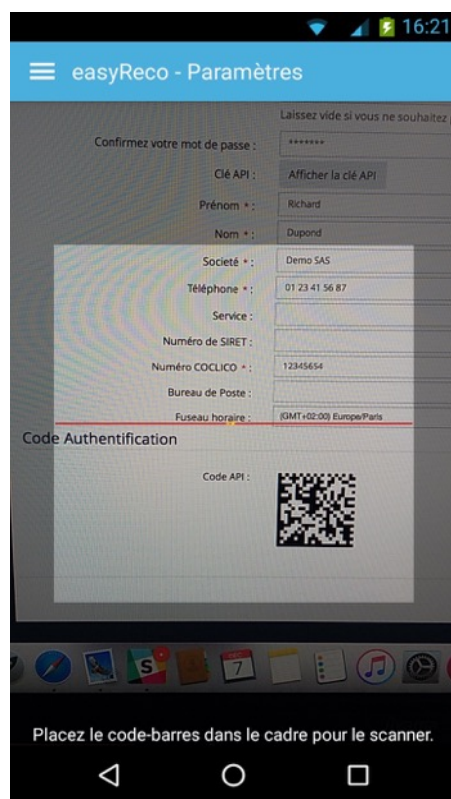 16:21
easyReco - Paramètres
Laissez vide si vous ne souhaitez
Confirmez votre mot de passe :
*******
Clé API :
Afficher la clé API
Prénom * :
Richard
Nom * :
Dupond
Societé * :
Demo SAS
Téléphone * :
01 23 41 56 87
Service :
Numéro de SIRET :
Numéro COCLICO * :
12345654
Bureau de Poste :
Fuseau horaire :
(GMT+02:00) Europe/Paris
Code Authentification
Code API :
S
7
Placez le code-barres dans le cadre pour le scanner.